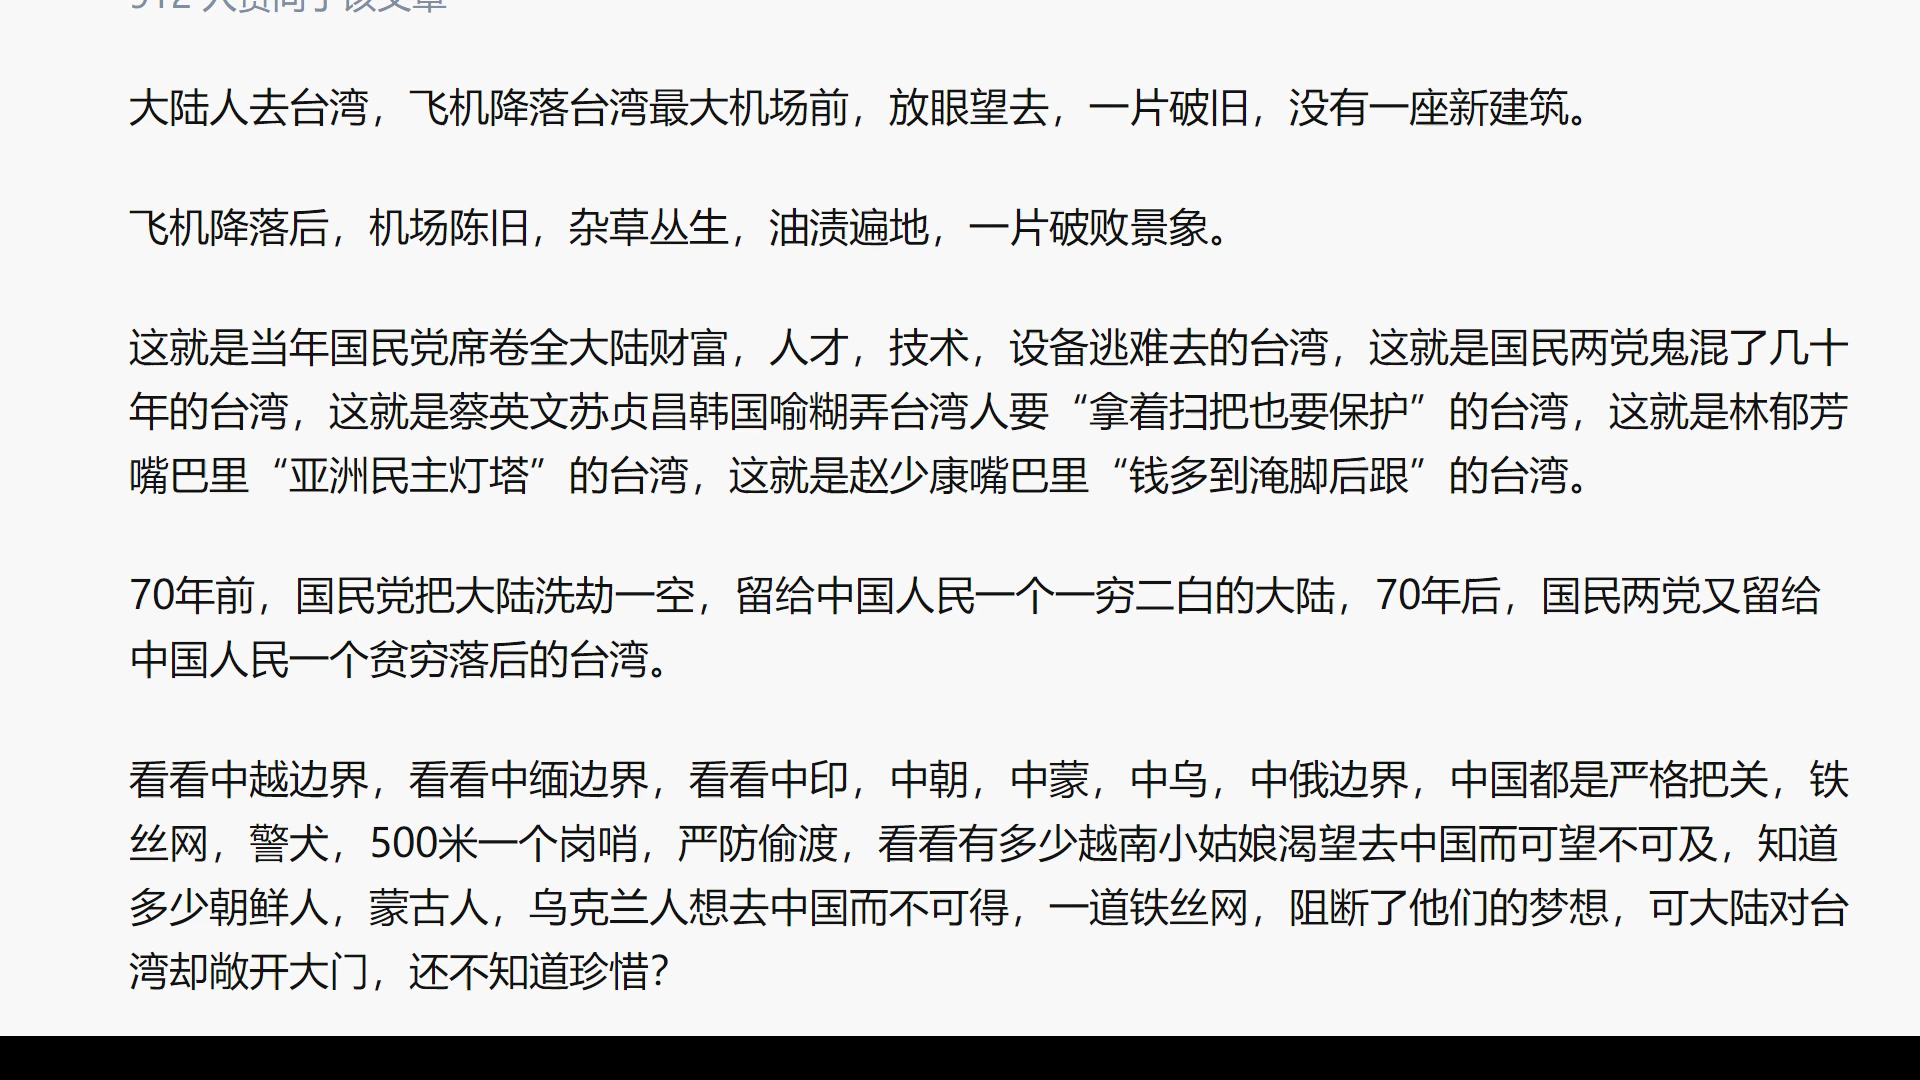 912 人赞同了该文章
大陆人去台湾，飞机降落台湾最大机场前，放眼望去，一片破旧，没有一座新建筑。
飞机降落后，机场陈旧，杂草丛生，油渍遍地，一片破败景象。
这就是当年国民党席卷全大陆财富，人才，技术，设备逃难去的台湾，这就是国民两党鬼混了几十
年的台湾，这就是蔡英文苏贞昌韩国喻糊弄台湾人要“拿着扫把也要保护”的台湾，这就是林郁芳
嘴巴里“亚洲民主灯塔”的台湾，这就是赵少康嘴巴里“钱多到淹脚后跟”的台湾。
70年前，国民党把大陆洗劫一空，留给中国人民一个一穷二白的大陆，70年后，国民两党又留给
中国人民一个贫穷落后的台湾。
看看中越边界，看看中缅边界，看看中印，中朝，中蒙，中乌，中俄边界，中国都是严格把关，铁
丝网，警犬，500米一个岗哨，严防偷渡，看看有多少越南小姑娘渴望去中国而可望不可及，知道
多少朝鲜人，蒙古人，乌克兰人想去中国而不可得，一道铁丝网，阻断了他们的梦想，可大陆对台
湾却敞开大门，还不知道珍惜？